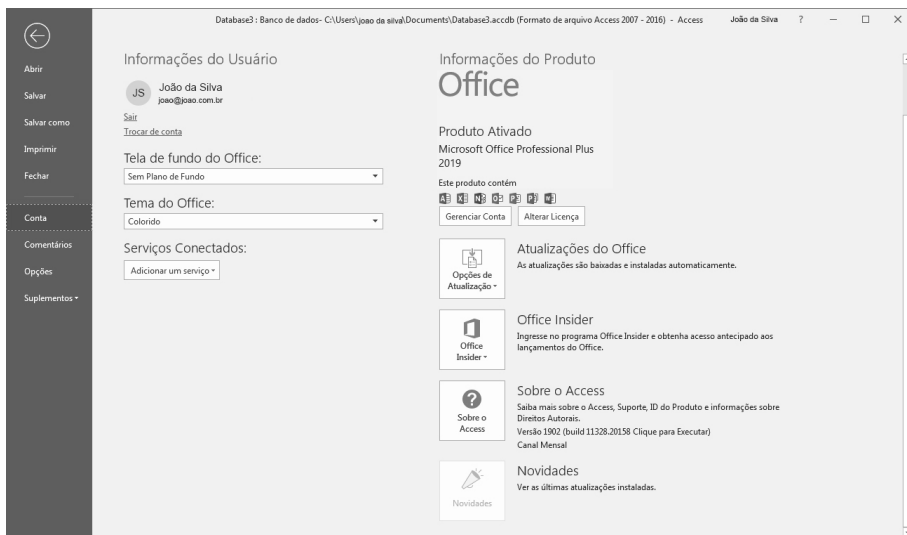 Database3 : Banco de dados- C:\Users\joao da silva\Documents\Database3.accdb (Formato de arquivo Access 2007 - 2016) - Access
João da Silva
?
Abrir
Salvar
Salvar como
Imprimir
Fechar
Conta
Comentários
Opções
Suplementos
Informações do Usuário
JS
João da Silva
joao@joao.com.br
Sair
Trocar de conta
Tela de fundo do Office:
Sem Plano de Fundo
Tema do Office:
Colorido
Serviços Conectados:
Adicionar um serviço
Informações do Produto
Office
Produto Ativado
Microsoft Office Professional Plus
2019
Este produto contém
Gerenciar Conta
Alterar Licença
Opções de
Atualização
Atualizações do Office
As atualizações são baixadas e instaladas automaticamente.
Office
Insider
Office Insider
Ingresse no programa Office Insider e obtenha acesso antecipado aos
lançamentos do Office.
?
Sobre o
Access
Sobre o Access
Saiba mais sobre o Access, Suporte, ID do Produto e informações sobre
Direitos Autorais.
Versão 1902 (build 11328.20158 Clique para Executar)
Canal Mensal
Novidades
Novidades
Ver as últimas atualizações instaladas.